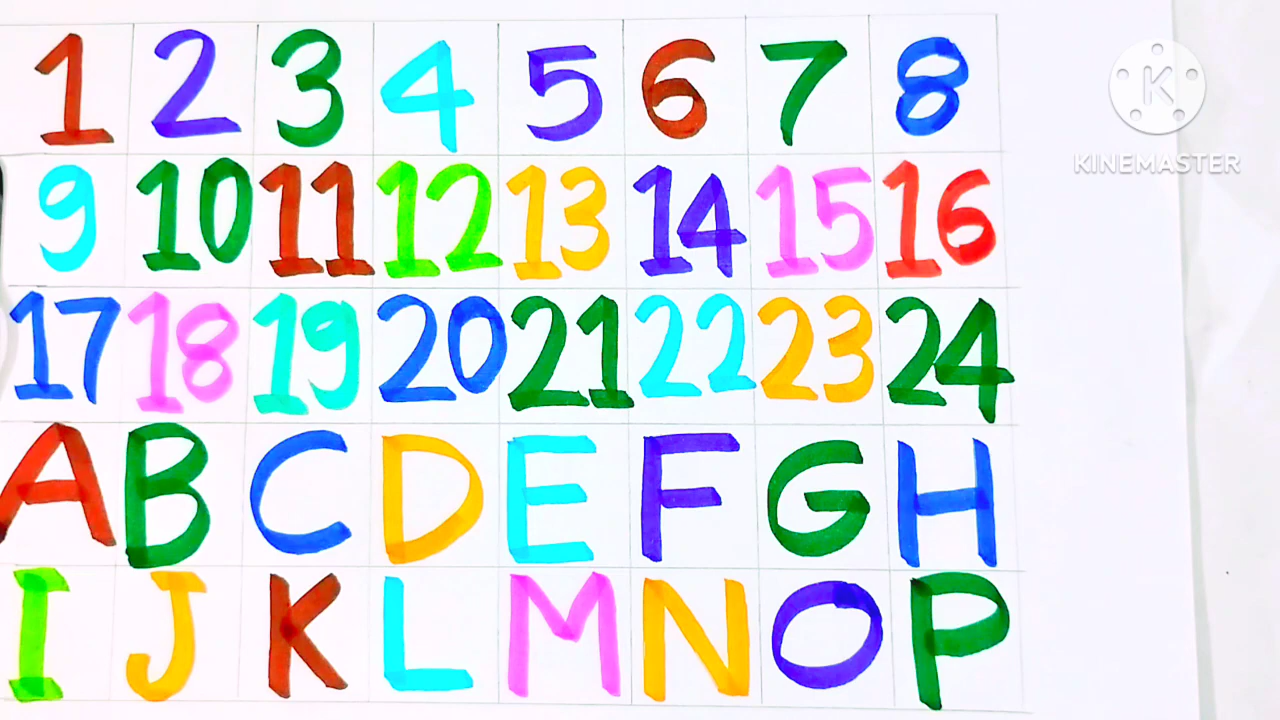 1 2 3 4 5 6 7 8
K
KINEMASTER
9 10 11 12 13 14 15 16
17 18 19 20 21 22 23 24
A B C D E F G H
I J K L M N O P